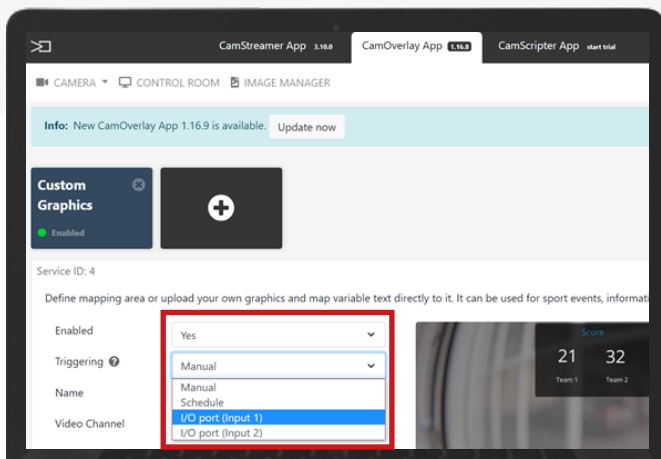 CamStreamer App 3.10.0 CamOverlay App 1.16.8 CamScripter App start trial
CAMERA CONTROL ROOM IMAGE MANAGER
Info: New CamOverlay App 1.16.9 is available. Update now
Custom
Graphics
Enabled
Service ID: 4
Define mapping area or upload your own graphics and map variable text directly to it. It can be used for sport events, informati
Enabled Yes
Triggering Manual
Manual
Schedule
Name
I/O port (Input 1)
Video Channel
I/O port (Input 2)
Score
21 32
Team 1 Team 2